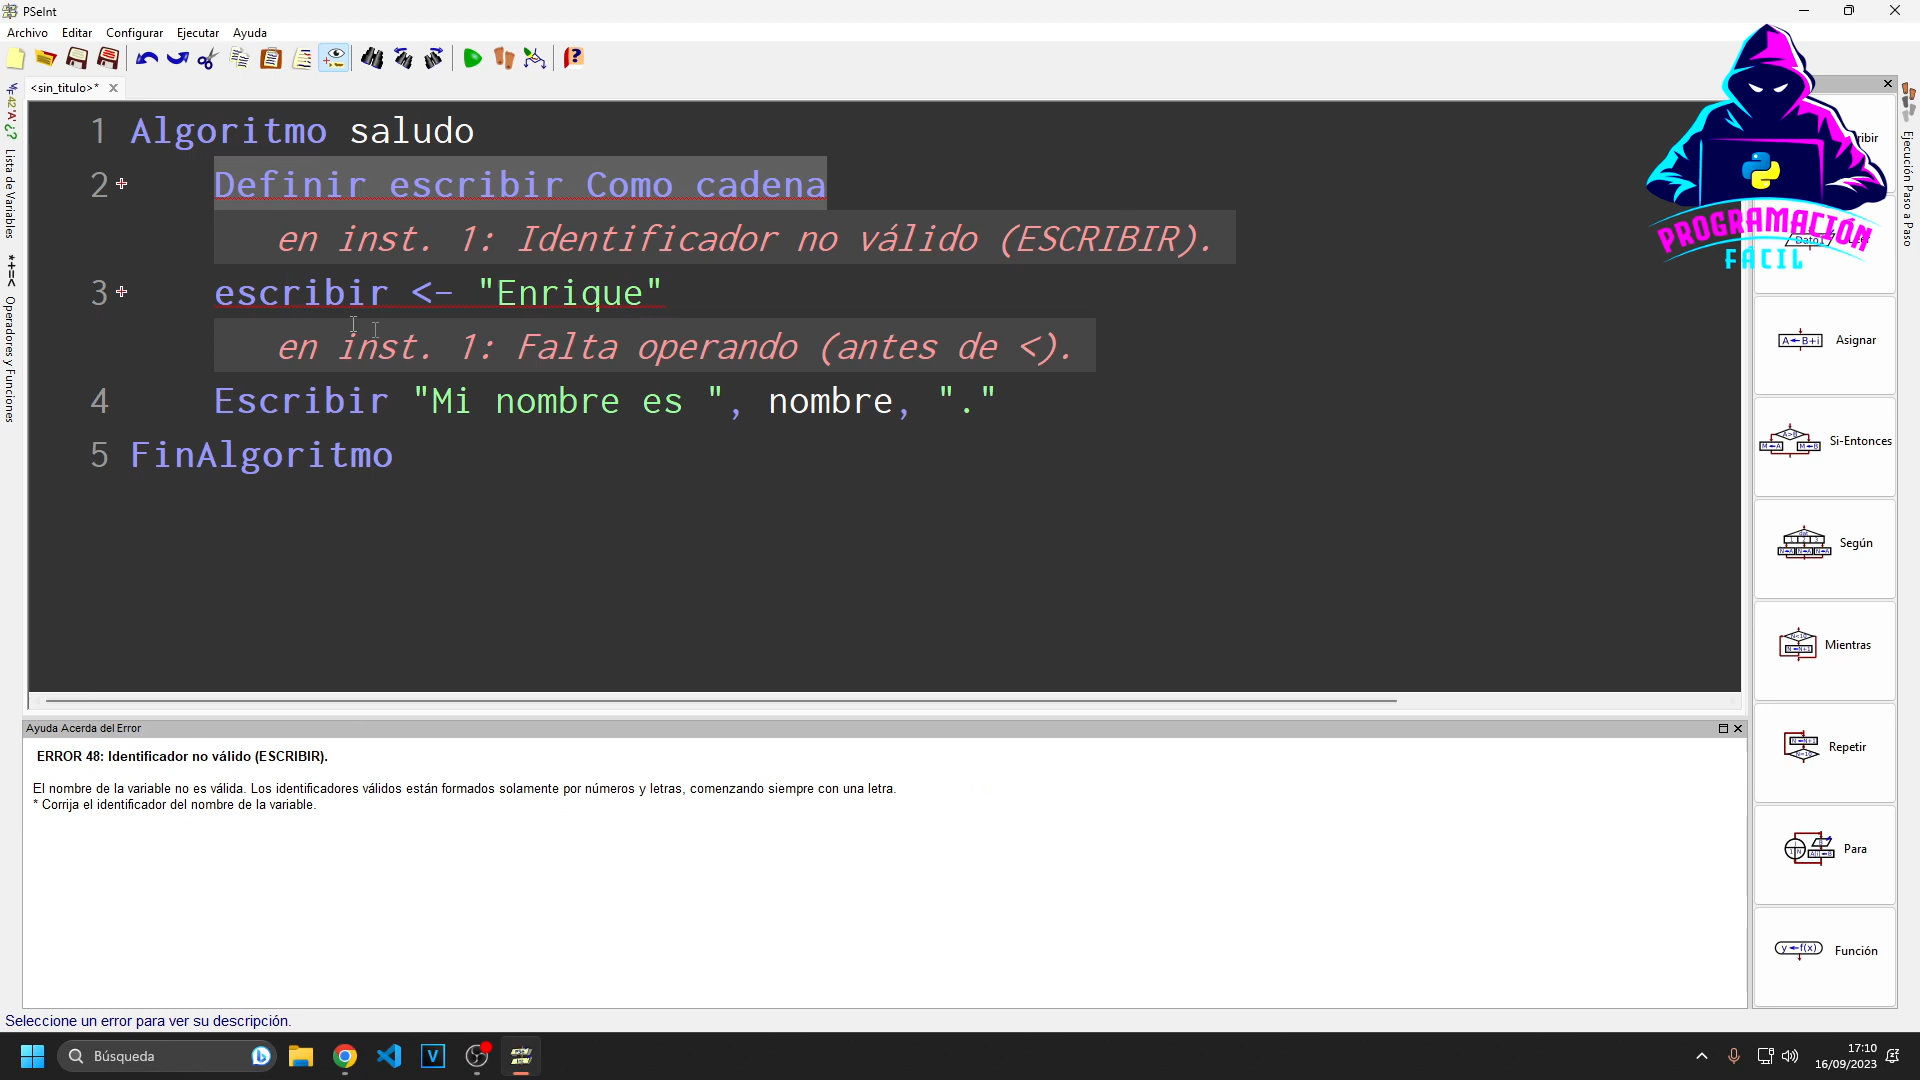 PSeInt
Archivo Editar Configurar Ejecutar Ayuda
<sin_titulo>*
1 Algoritmo saludo
2 Definir escribir Como cadena
en inst. 1: Identificador no válido (ESCRIBIR).
3 escribir <- "Enrique"
en inst. 1: Falta operando (antes de <).
4 Escribir "Mi nombre es ", nombre, "."
5 FinAlgoritmo
Lista de Variables
Operadores y Funciones
Ejecución Paso a Paso
PROGRAMACIÓN
FÁCIL
Asignar
Si-Entonces
Según
Mientras
Repetir
Para
Función
Ayuda Acerca del Error
ERROR 48: Identificador no válido (ESCRIBIR).
El nombre de la variable no es válida. Los identificadores válidos están formados solamente por números y letras, comenzando siempre con una letra.
* Corrija el identificador del nombre de la variable.
Seleccione un error para ver su descripción.
Búsqueda
17:10
16/09/2023